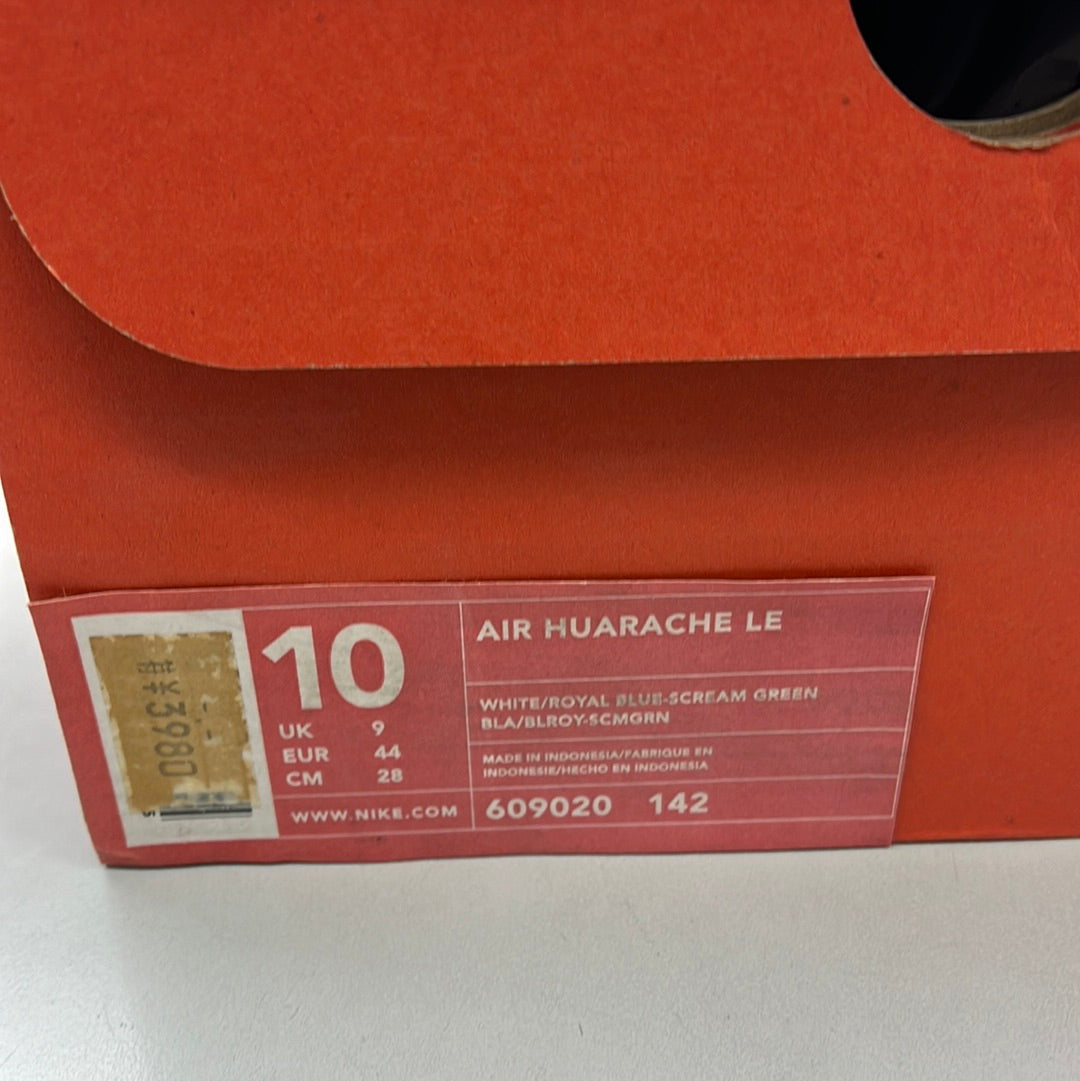 10
UK 9
EUR 44
CM 28
WWW.NIKE.COM
AIR HUARACHE LE
WHITE/ROYAL BLUE-SCREAM GREEN
BLA/BLROY-SCMGRN
MADE IN INDONESIA/FABRIQUE EN
INDONESIE/HECHO EN INDONESIA
609020 142
¥3980